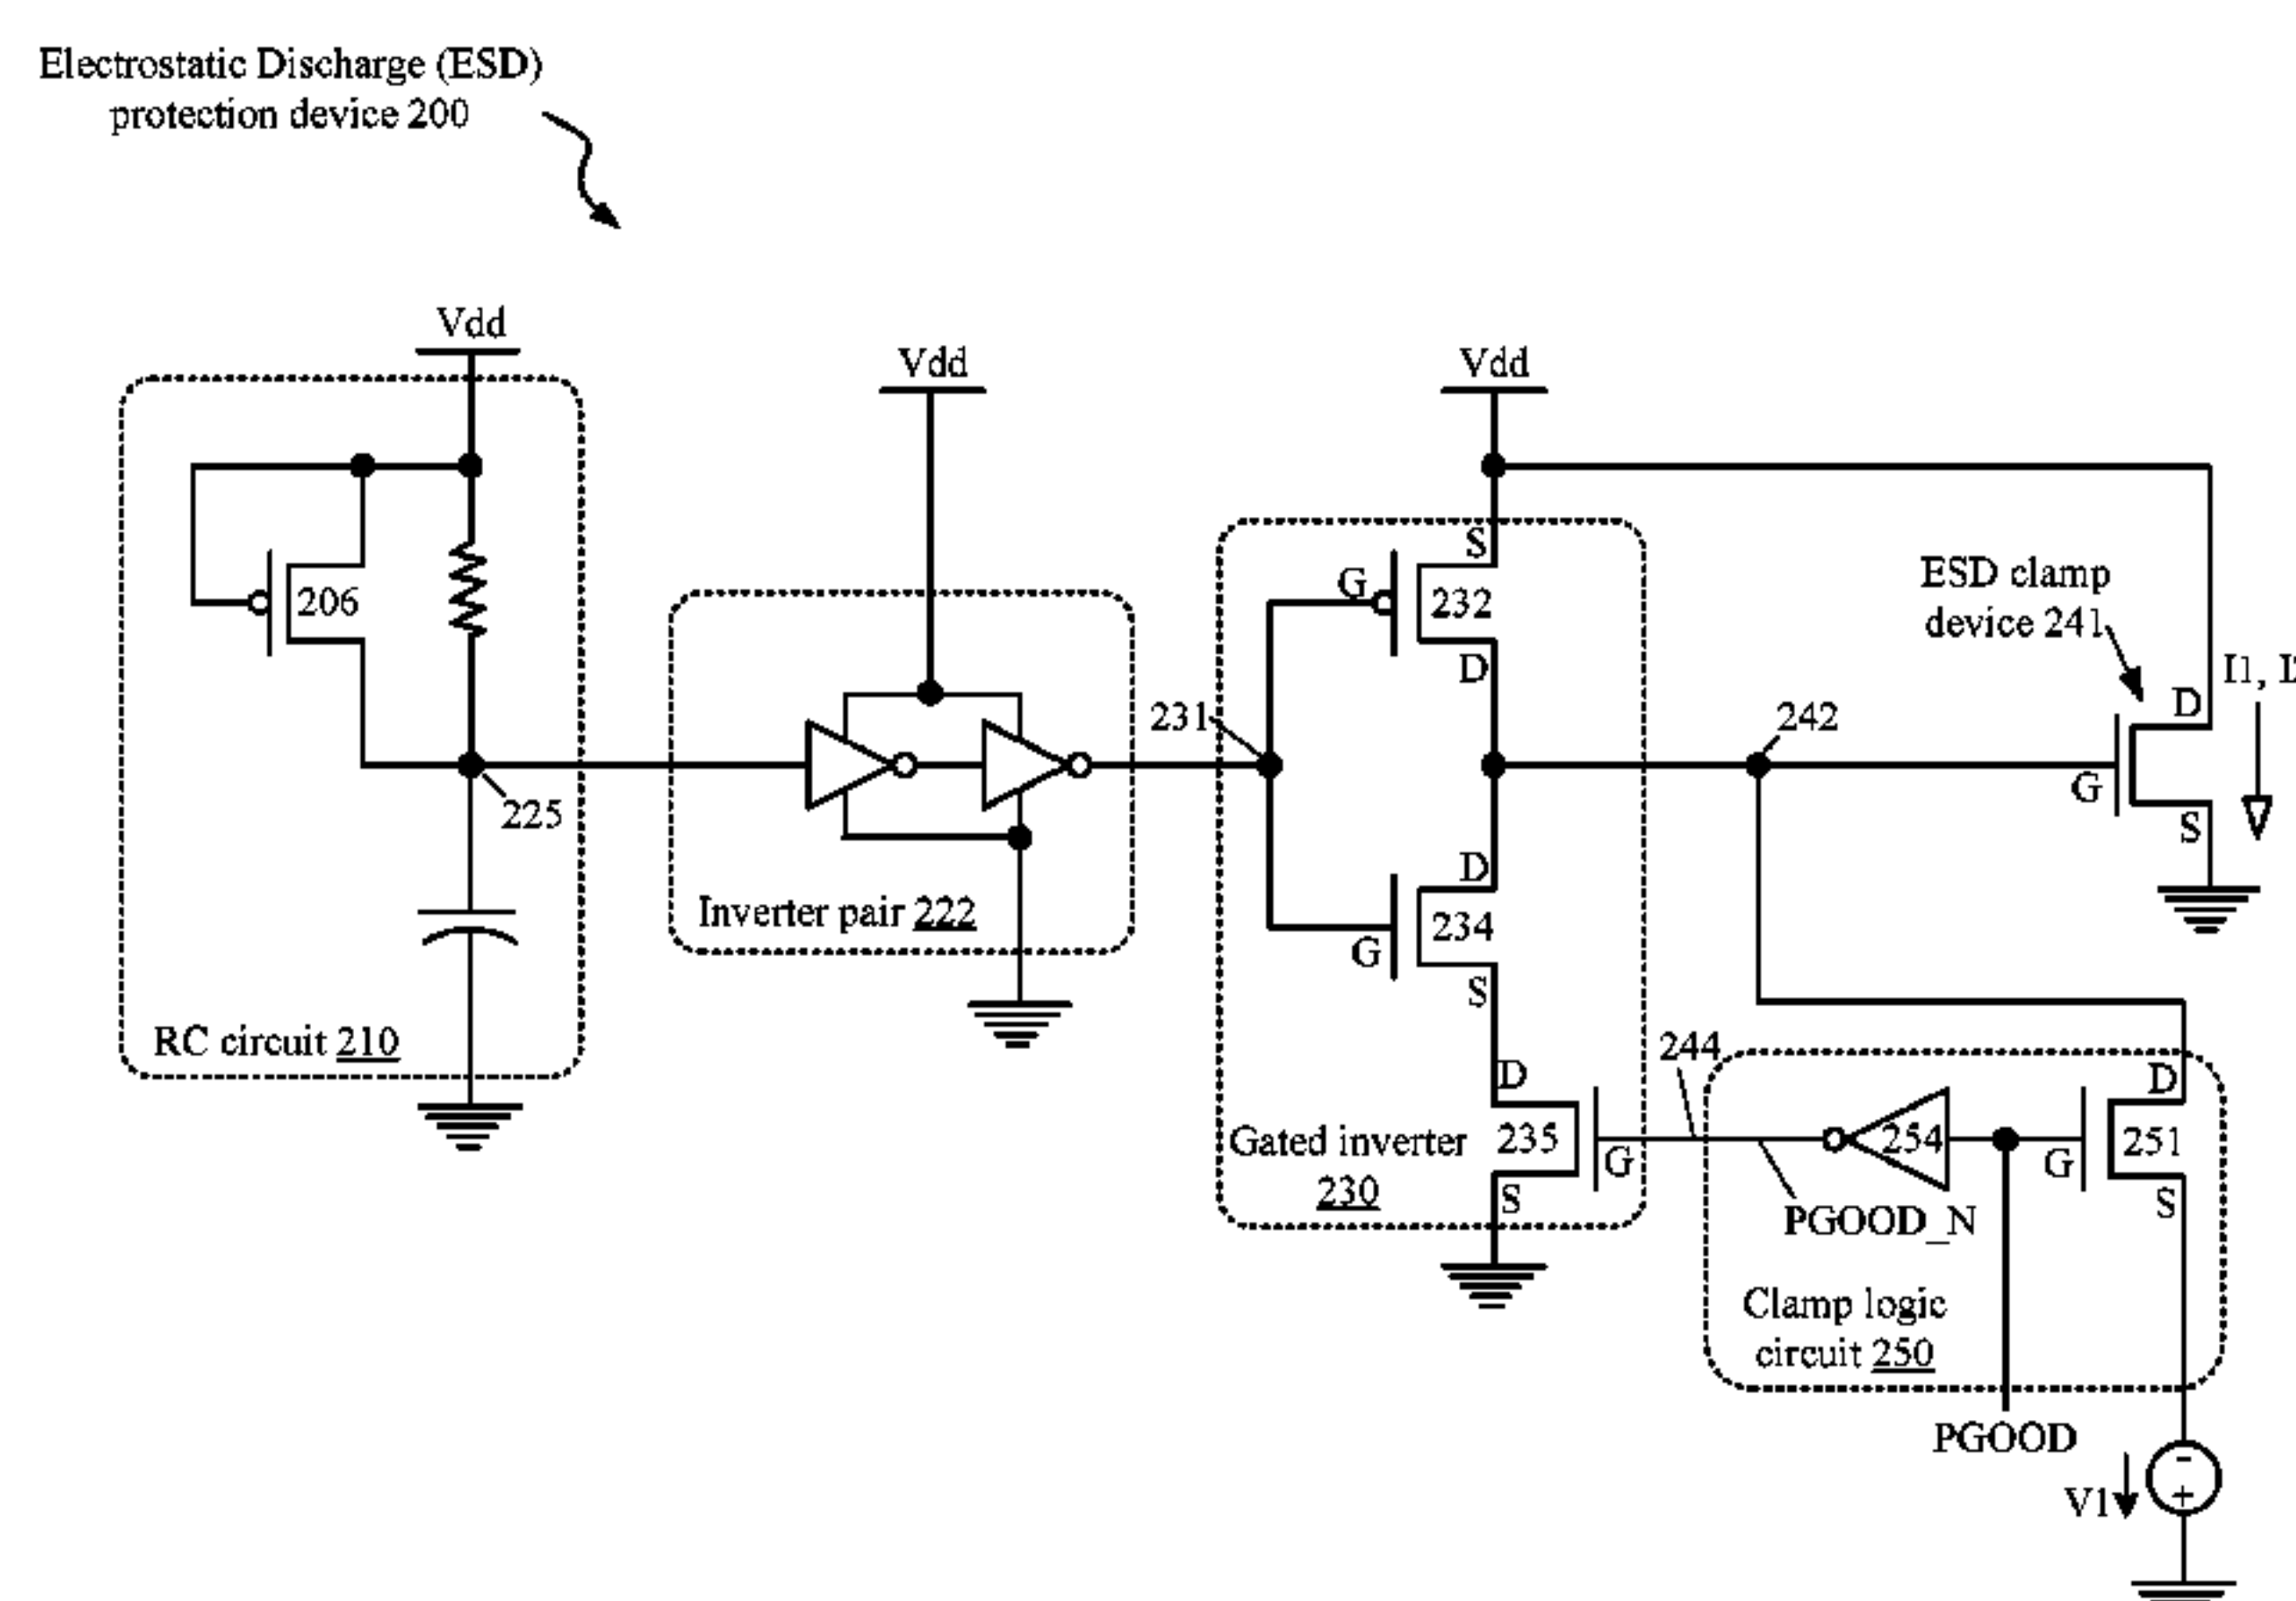 Electrostatic Discharge (ESD)
protection device 200
Vdd
Vdd
Vdd
206
225
RC circuit 210
Inverter pair 222
231
S
G
232
D
D
234
G
S
D
235
G
S
Gated inverter
230
242
ESD clamp
device 241
I1, I2
D
G
S
244
254
PGOOD_N
D
251
G
S
Clamp logic
circuit 250
PGOOD
V1
-
+